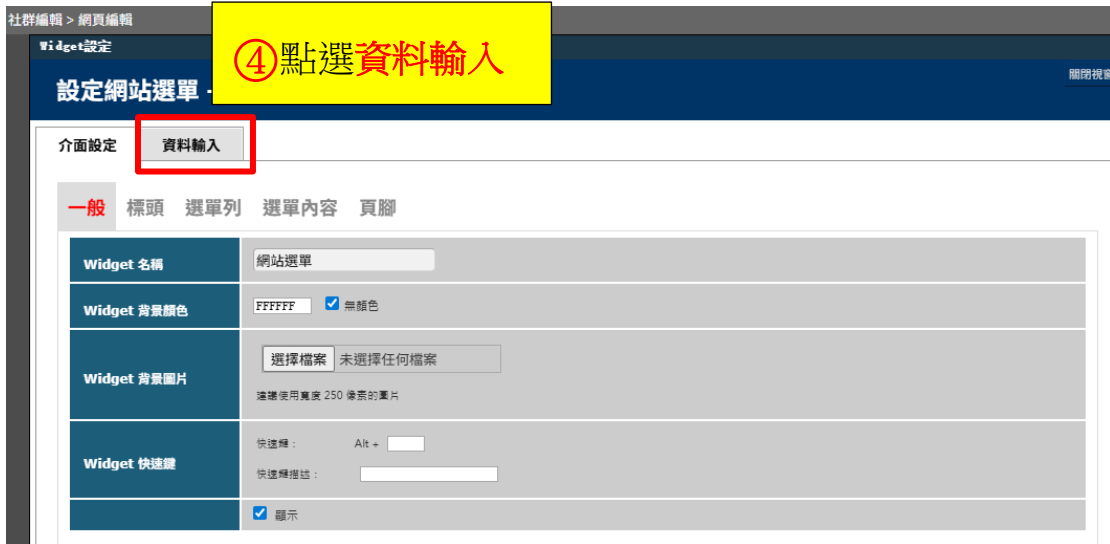 社群編輯 > 網頁編輯
Widget設定
④點選資料輸入
設定網站選單
關閉視窗
介面設定 資料輸入
一般 標頭 選單列 選單內容 頁腳
Widget 名稱 網站選單
Widget 背景顏色 FFFFFF 無顏色
Widget 背景圖片 選擇檔案 未選擇任何檔案
建議使用寬度 250 像素的圖片
Widget 快速鍵 快速鍵： Alt +
快速鍵描述：
顯示